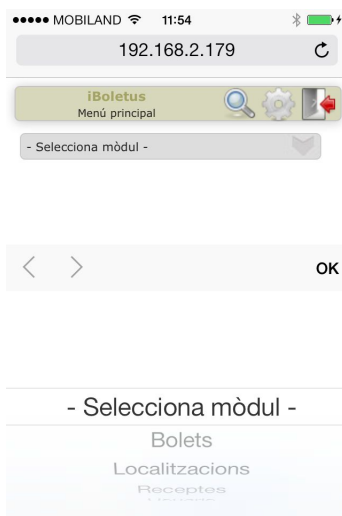 MOBILAND 11:54
192.168.2.179
iBoletus
Menú principal
- Selecciona mòdul -
OK
- Selecciona mòdul -
Bolets
Localitzacions
Receptes